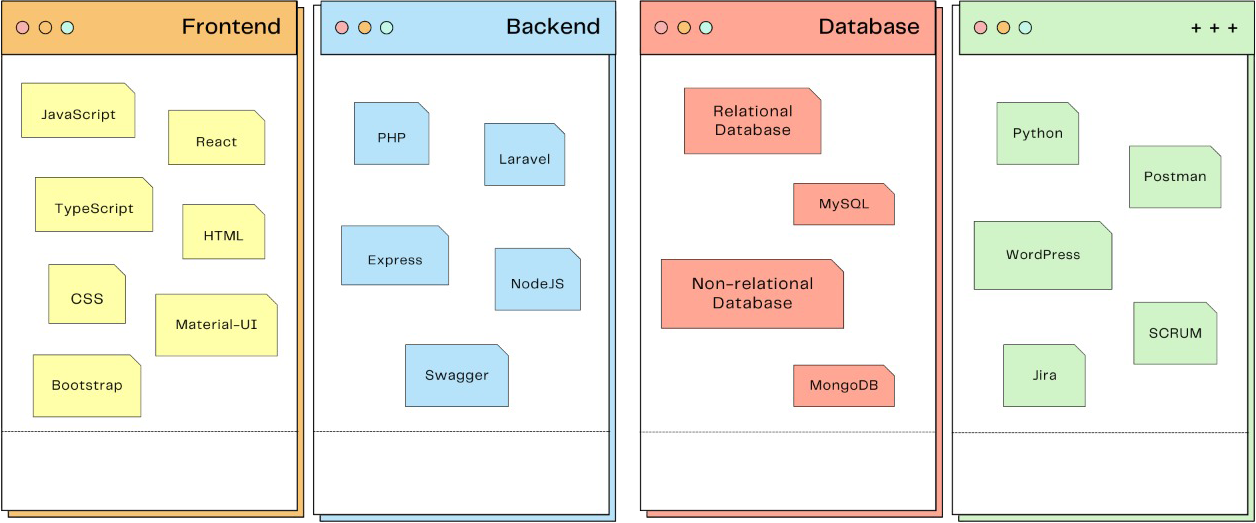 Frontend
JavaScript
React
TypeScript
HTML
CSS
Material-UI
Bootstrap
Backend
PHP
Laravel
Express
NodeJS
Swagger
Database
Relational
Database
MySQL
Non-relational
Database
MongoDB
+ + +
Python
Postman
WordPress
SCRUM
Jira